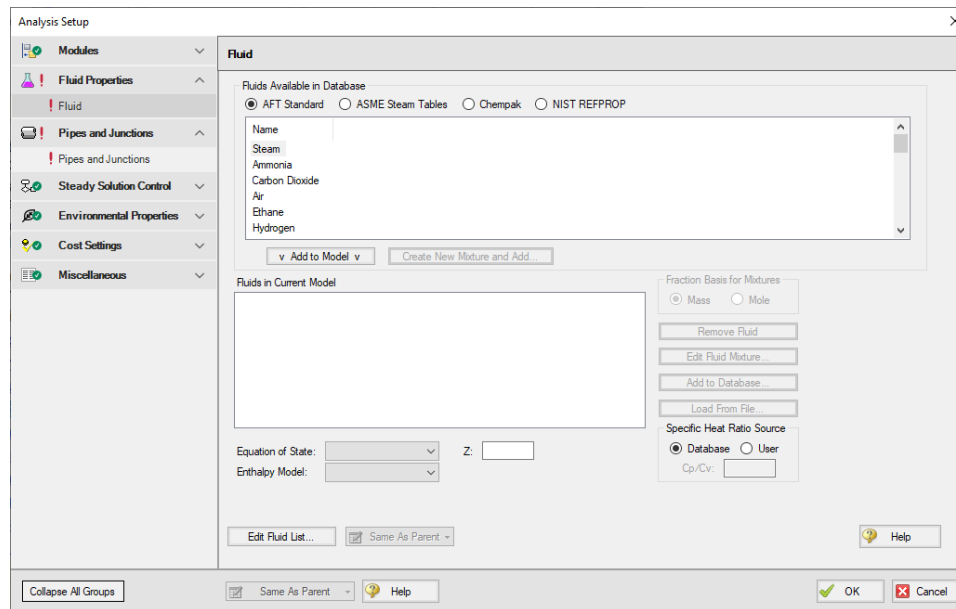 Analysis Setup
Modules
Fluid Properties
Fluid
Pipes and Junctions
Pipes and Junctions
Steady Solution Control
Environmental Properties
Cost Settings
Miscellaneous
Collapse All Groups
Fluid
Fluids Available in Database
AFT Standard ASME Steam Tables Chempak NIST REFPROP
Name
Steam
Ammonia
Carbon Dioxide
Air
Ethane
Hydrogen
v Add to Model v Create New Mixture and Add...
Fluids in Current Model
Fraction Basis for Mixtures
Mass Mole
Remove Fluid
Edit Fluid Mixture...
Add to Database...
Load From File...
Specific Heat Ratio Source
Database User
Cp/Cv:
Equation of State: Z:
Enthalpy Model:
Edit Fluid List... Same As Parent Help
Same As Parent Help OK Cancel